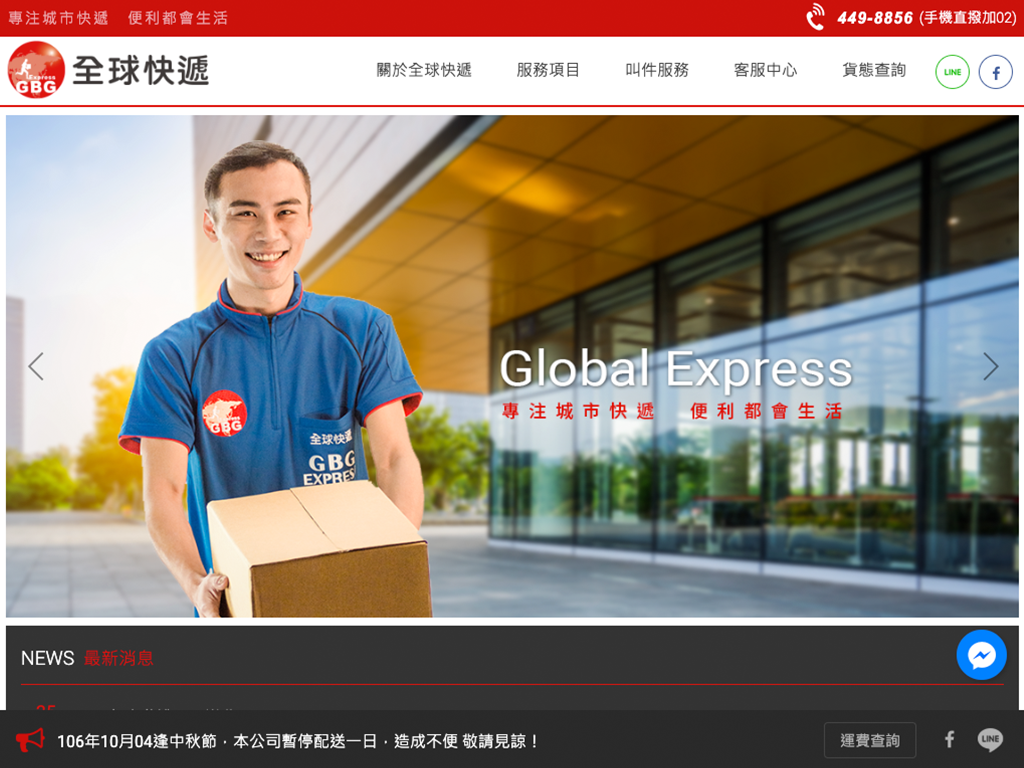 專注城市快遞 便利都會生活
449-8856 (手機直撥加02)
Express
GBG
全球快遞
關於全球快遞 服務項目 叫件服務 客服中心 貨態查詢
LINE
GBG
全球快遞
GBG
EXPRES
Global Express
專注城市快遞 便利都會生活
NEWS 最新消息
106年10月04逢中秋節，本公司暫停配送一日，造成不便 敬請見諒！
運費查詢
LINE